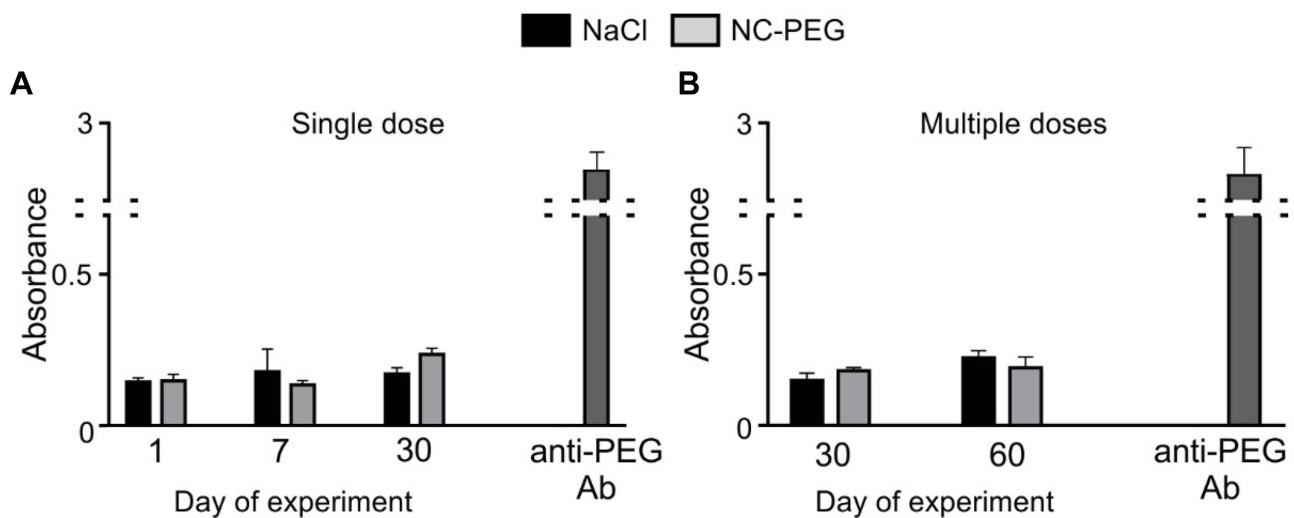 NaCl NC-PEG
A
Single dose
Absorbance
3
0.5
0
1 7 30 anti-PEG Ab
Day of experiment
B
Multiple doses
Absorbance
3
0.5
0
30 60 anti-PEG Ab
Day of experiment